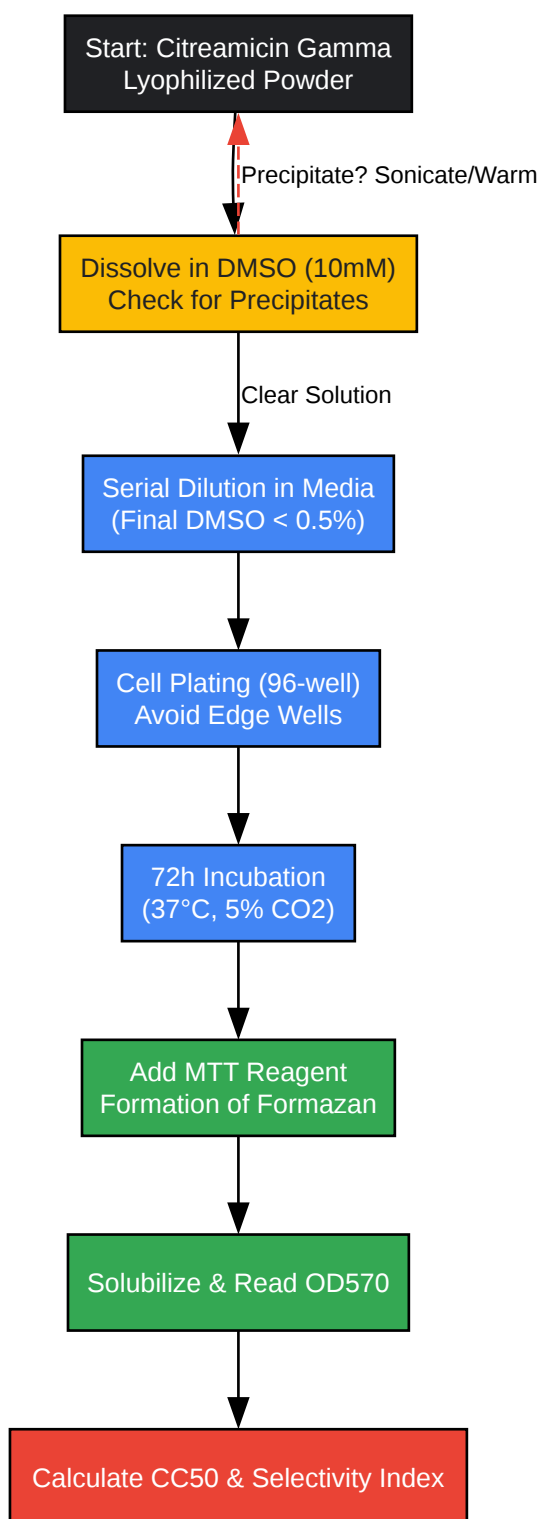 Start: Citreamicin Gamma
Lyophilized Powder
Precipitate? Sonicate/Warm
Dissolve in DMSO (10mM)
Check for Precipitates
Clear Solution
Serial Dilution in Media
(Final DMSO < 0.5%)
Cell Plating (96-well)
Avoid Edge Wells
72h Incubation
(37°C, 5% CO2)
Add MTT Reagent
Formation of Formazan
Solubilize & Read OD570
Calculate CC50 & Selectivity Index